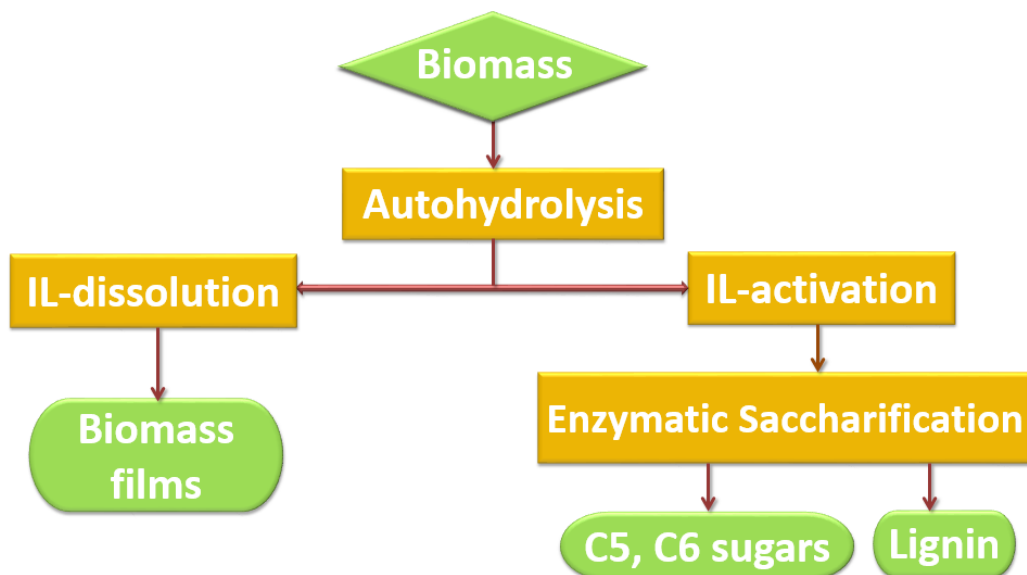 Biomass
Autohydrolysis
IL-dissolution
IL-activation
Biomass
films
Enzymatic Saccharification
C5, C6 sugars
Lignin